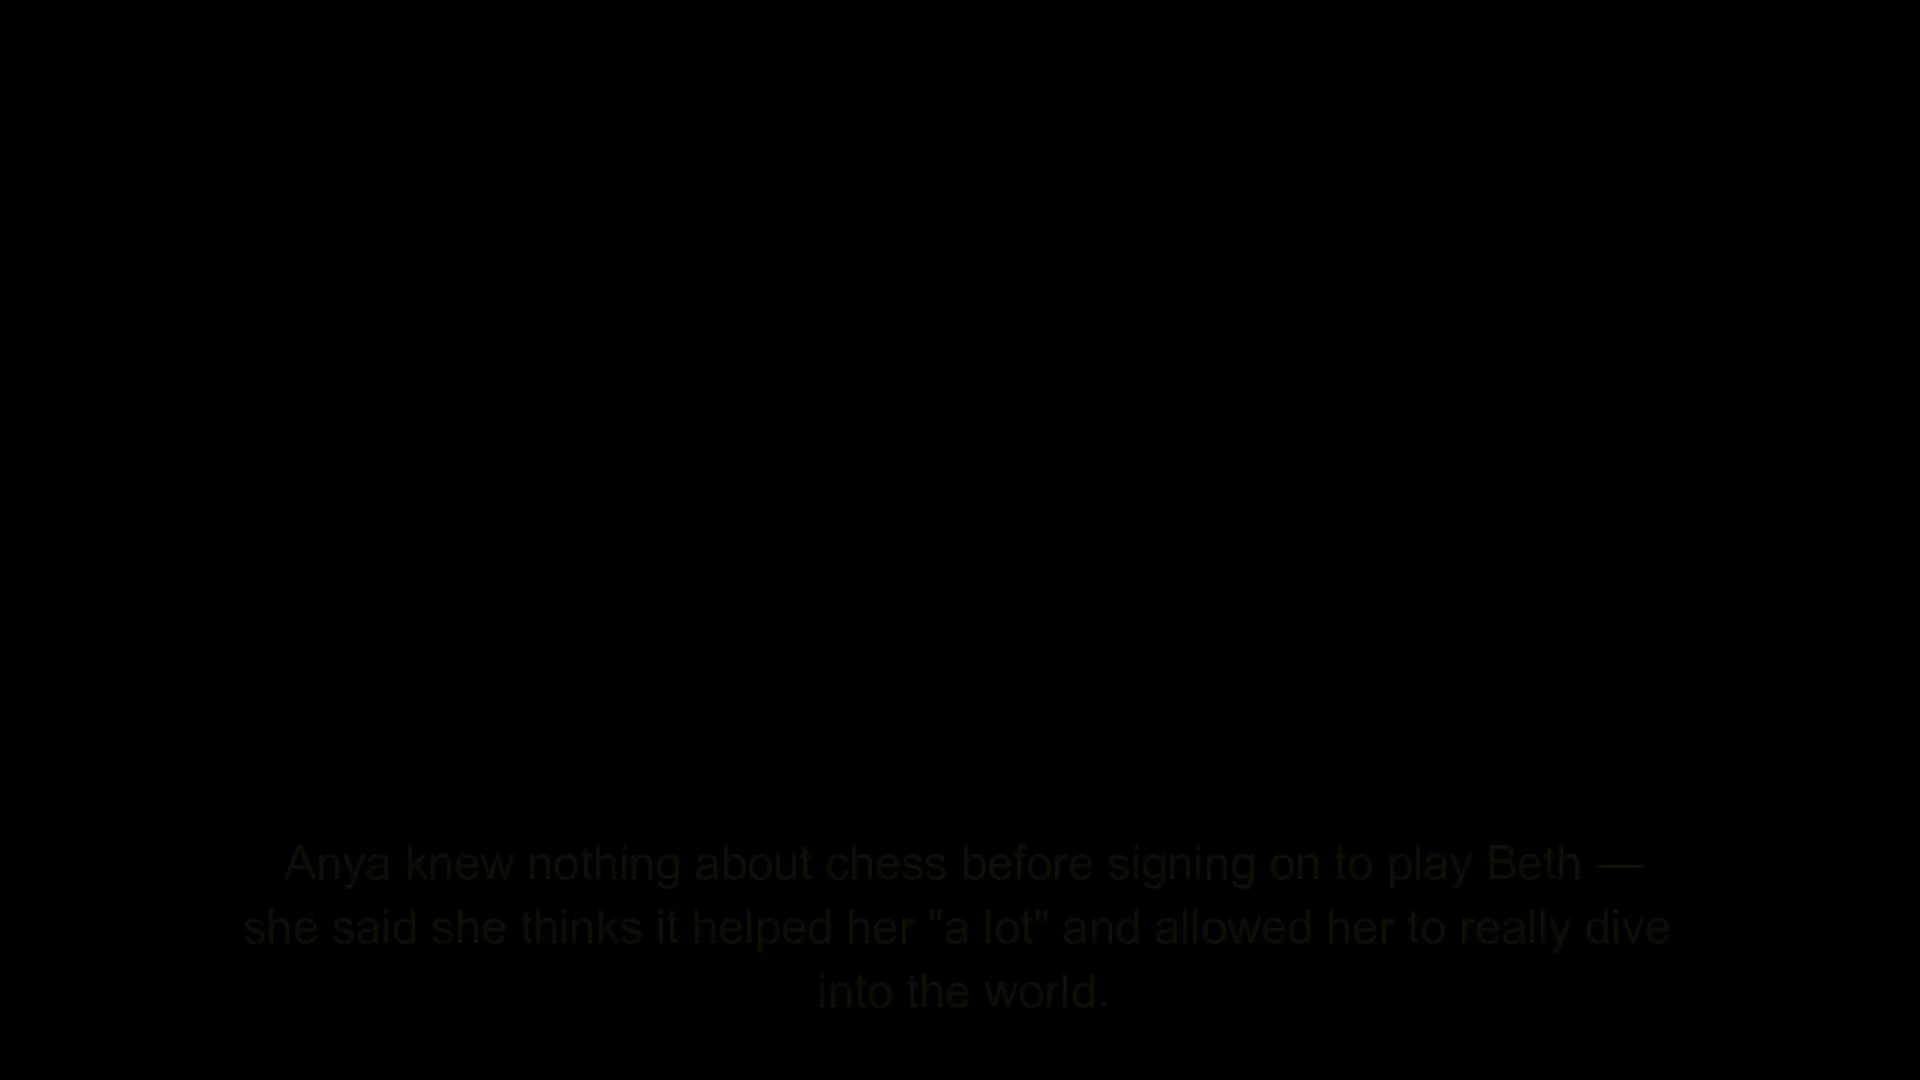 Anya knew nothing about chess before signing on to play Beth —
she said she thinks it helped her "a lot" and allowed her to really dive
into the world.